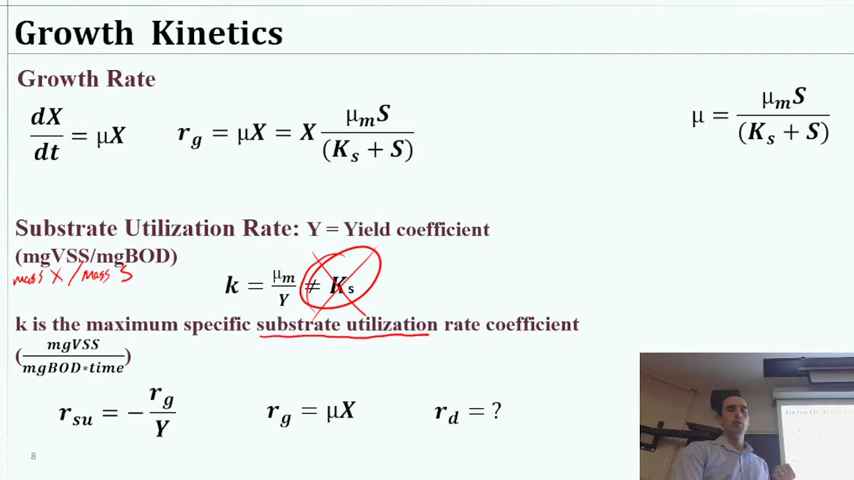 Growth Kinetics
Growth Rate
dX/dt = μX
r_g = μX = X μ_m S/(K_s + S)
μ = μ_m S/(K_s + S)
Substrate Utilization Rate: Y = Yield coefficient
(mgVSS/mgBOD)
mass X / mass S
k = μ_m/Y ≠ K_s
k is the maximum specific substrate utilization rate coefficient
(mgVSS/mgBOD∗time)
r_su = − r_g/Y
r_g = μX
r_d = ?
8